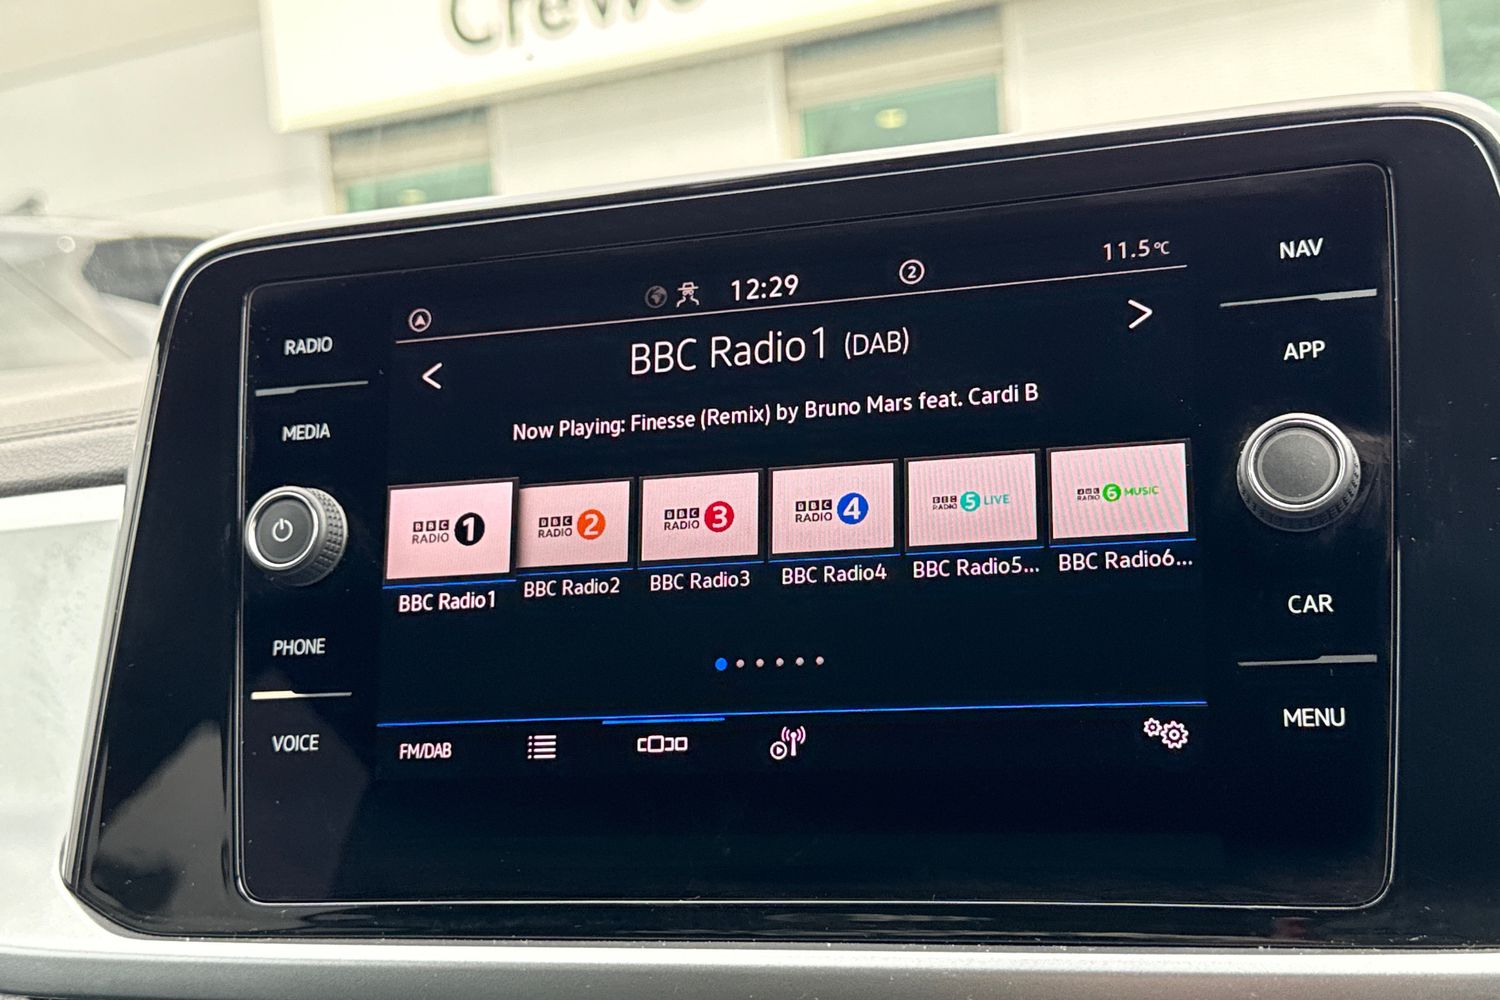 Crewe
11.5°C
12:29
2
NAV
RADIO
BBC Radio1 (DAB)
APP
MEDIA
Now Playing: Finesse (Remix) by Bruno Mars feat. Cardi B
BBC RADIO 1
BBC RADIO 2
BBC RADIO 3
BBC RADIO 4
BBC RADIO 5 LIVE
BBC RADIO 6 MUSIC
BBC Radio1
BBC Radio2
BBC Radio3
BBC Radio4
BBC Radio5...
BBC Radio6...
CAR
PHONE
VOICE
FM/DAB
MENU